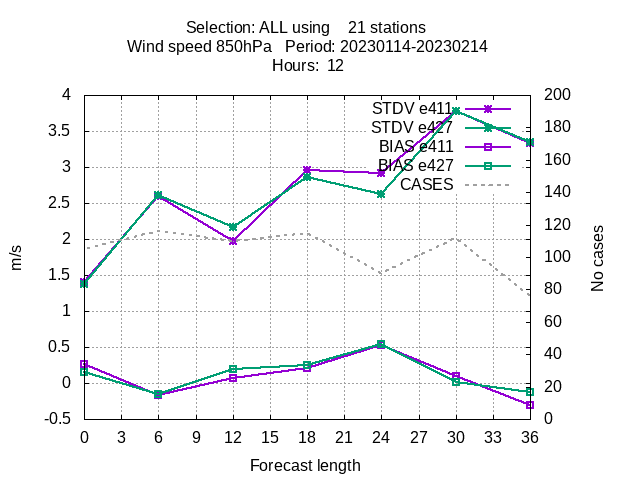 Selection: ALL using    21 stations
Wind speed 850hPa   Period: 20230114-20230214
Hours:  12
4
3.5
3
2.5
2
1.5
1
0.5
0
-0.5
200
180
160
140
120
100
80
60
40
20
0
STDV e411
STDV e427
BIAS e411
BIAS e427
CASES
m/s
No cases
0 3 6 9 12 15 18 21 24 27 30 33 36
Forecast length